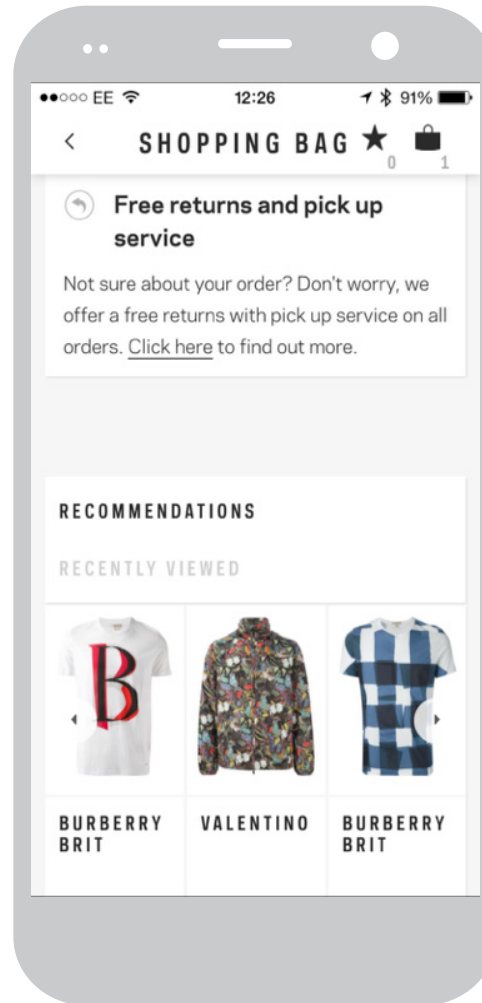 ●●○○○ EE 12:26 91%
SHOPPING BAG
0 1
Free returns and pick up
service
Not sure about your order? Don't worry, we
offer a free returns with pick up service on all
orders. Click here to find out more.
RECOMMENDATIONS
RECENTLY VIEWED
B
BURBERRY
BRIT
VALENTINO
BURBERRY
BRIT